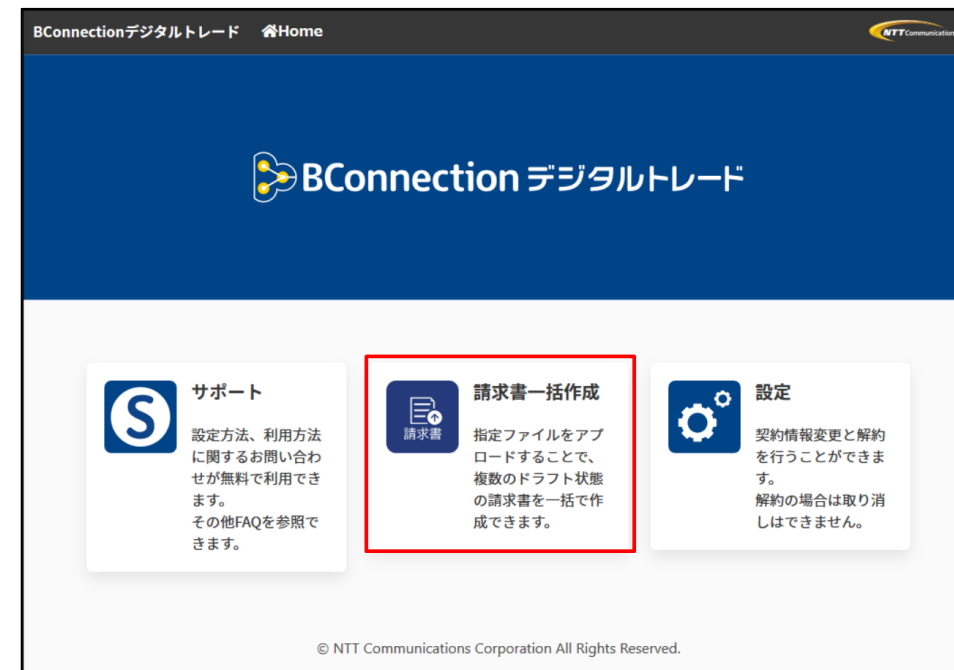 BConnectionデジタルトレード Home
NTT Communications
BConnection デジタルトレード
サポート
設定方法、利用方法
に関するお問い合わ
せが無料で利用でき
ます。
その他FAQを参照で
きます。
請求書
請求書一括作成
指定ファイルをアプ
ロードすることで、
複数のドラフト状態
の請求書を一括で作
成できます。
設定
契約情報変更と解約
を行うことができま
す。
解約の場合は取り消
しはできません。
© NTT Communications Corporation All Rights Reserved.